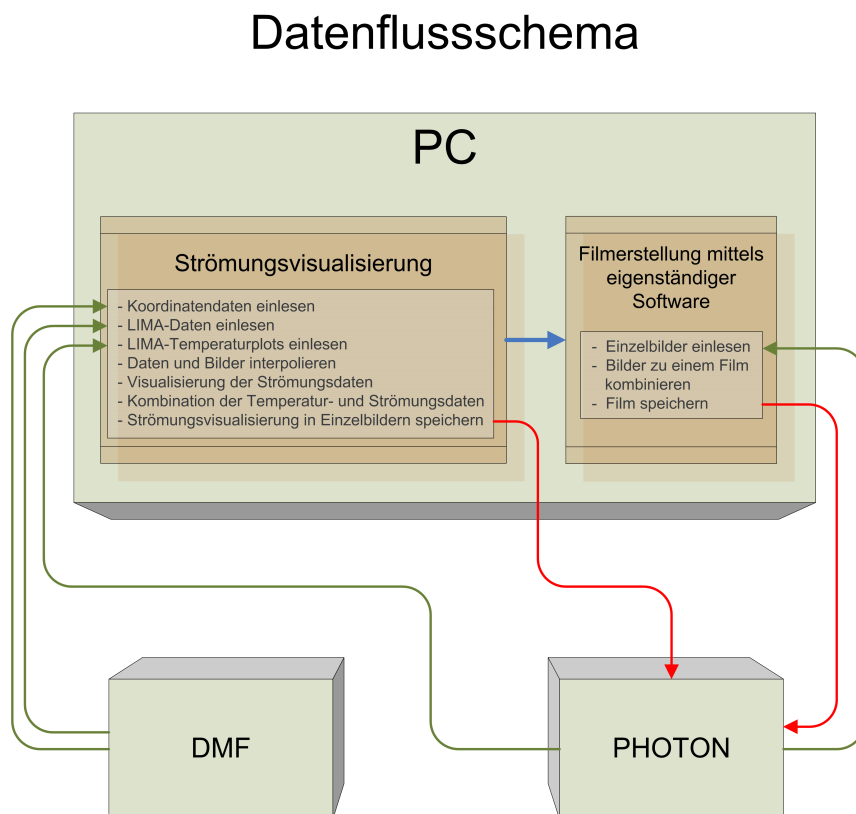 Datenflussschema
PC
Strömungsvisualisierung
- Koordinatendaten einlesen
- LIMA-Daten einlesen
- LIMA-Temperaturplots einlesen
- Daten und Bilder interpolieren
- Visualisierung der Strömungsdaten
- Kombination der Temperatur- und Strömungsdaten
- Strömungsvisualisierung in Einzelbildern speichern
Filmerstellung mittels
eigenständiger
Software
- Einzelbilder einlesen
- Bilder zu einem Film
kombinieren
- Film speichern
DMF
PHOTON